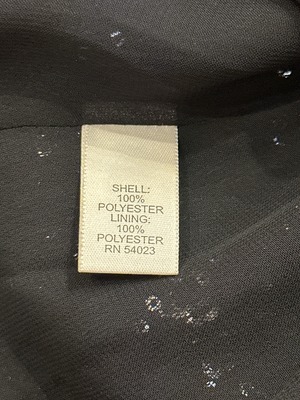 SHELL:
100%
POLYESTER
LINING:
100%
POLYESTER
RN 54023